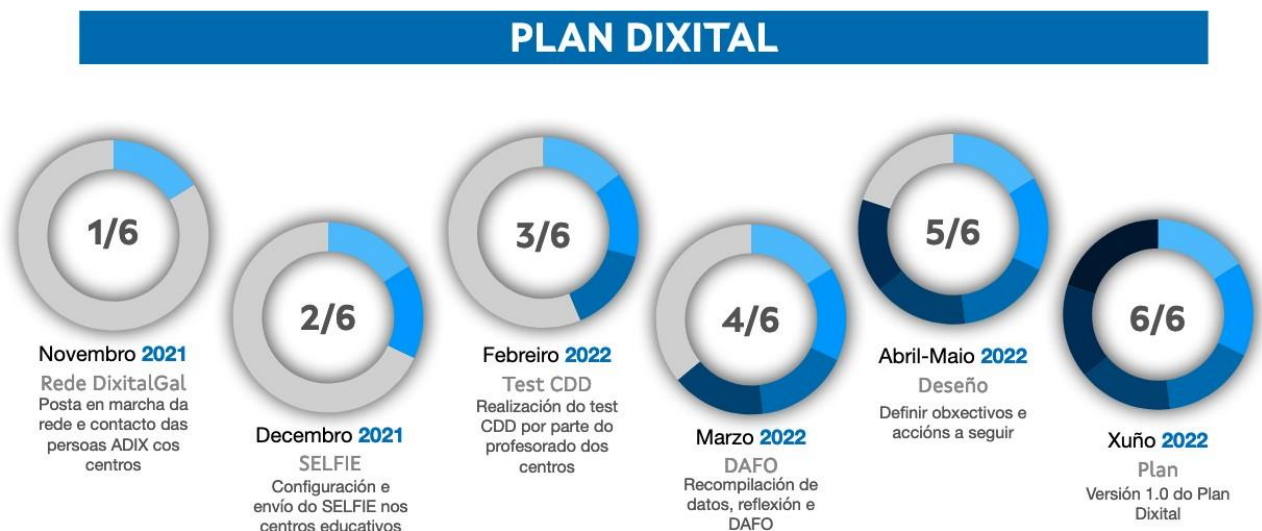 PLAN DIXITAL
1/6
Novembro 2021
Rede DixitalGal
Posta en marcha da
rede e contacto das
persoas ADIX cos
centros
2/6
Decembro 2021
SELFIE
Configuración e
envío do SELFIE nos
centros educativos
3/6
Febreiro 2022
Test CDD
Realización do test
CDD por parte do
profesorado dos
centros
4/6
Marzo 2022
DAFO
Recompilación de
datos, reflexión e
DAFO
5/6
Abril-Maio 2022
Deseño
Definir obxectivos e
accións a seguir
6/6
Xuño 2022
Plan
Versión 1.0 do Plan
Dixital